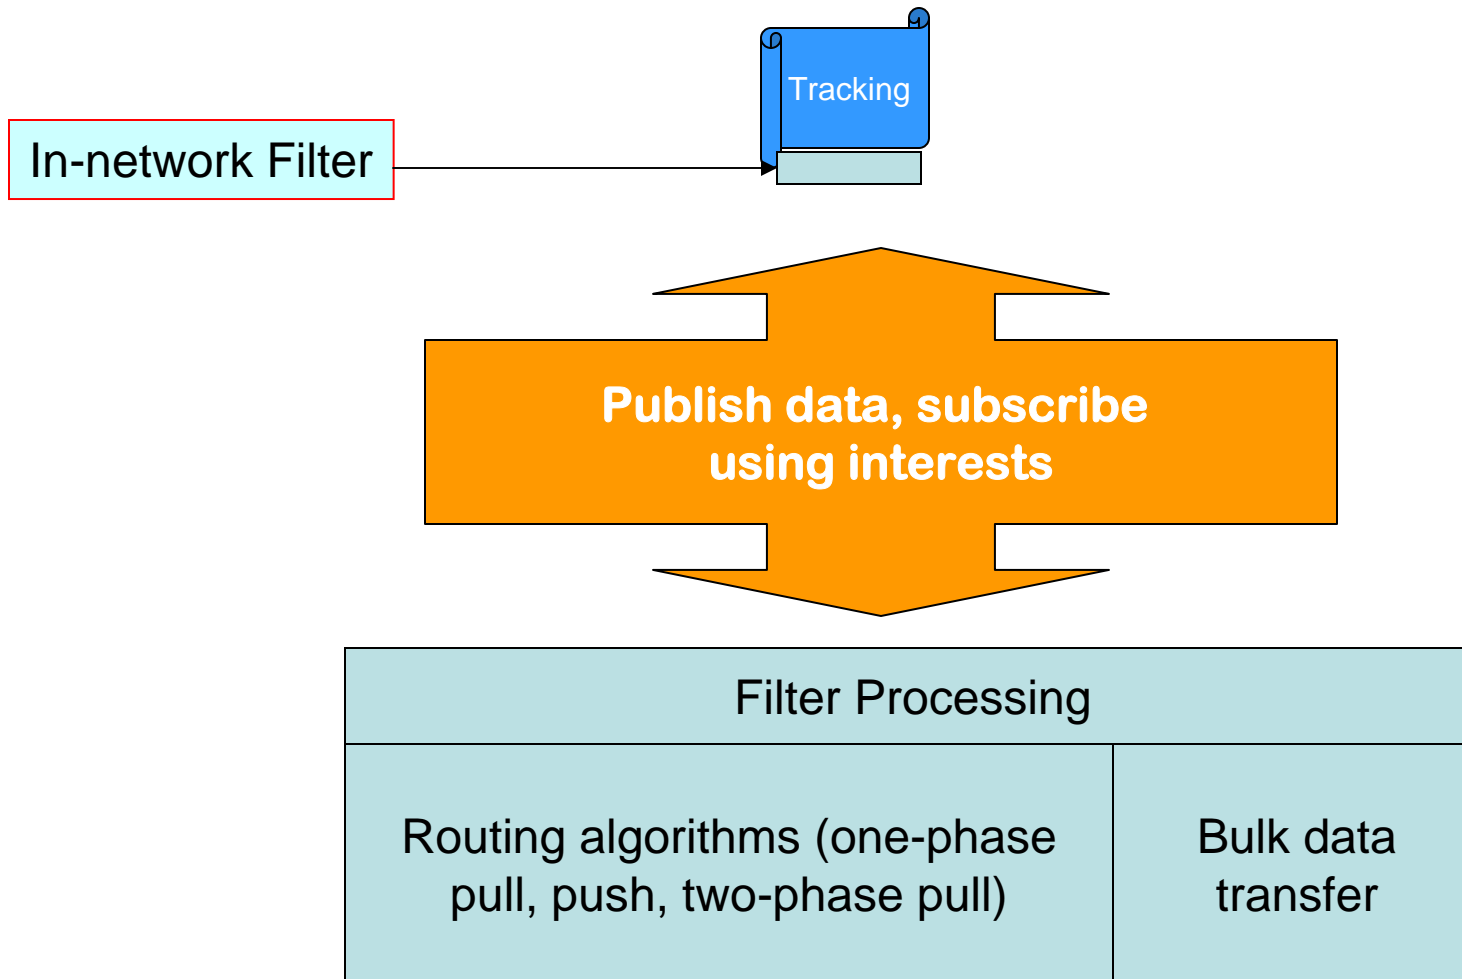 Tracking
In-network Filter
Publish data, subscribe
using interests
Filter Processing
Routing algorithms (one-phase
pull, push, two-phase pull)
Bulk data
transfer